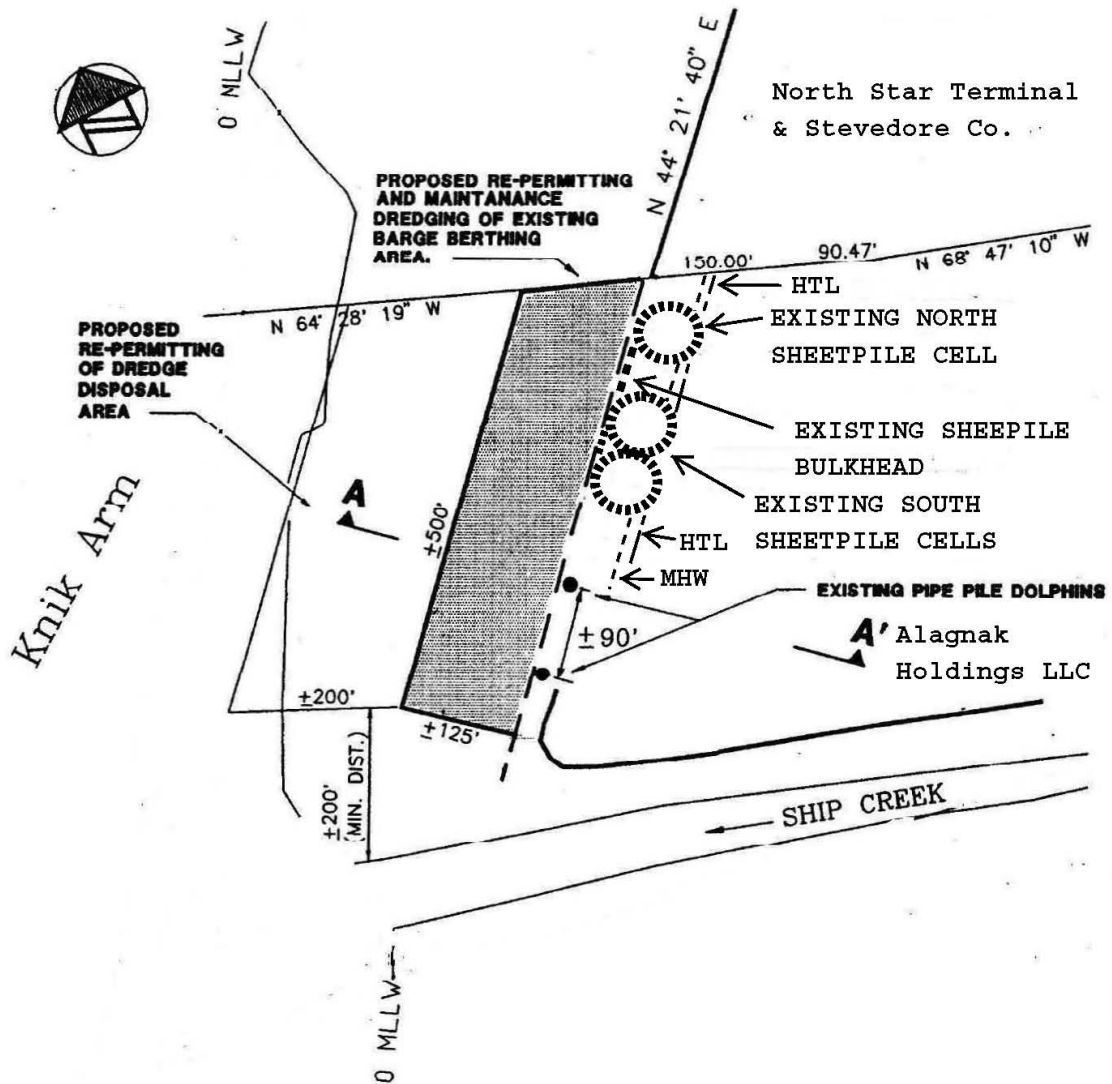 0 MLLW
N 44° 21' 40" E
North Star Terminal
& Stevedore Co.
PROPOSED RE-PERMITTING
AND MAINTANANCE
DREDGING OF EXISTING
BARGE BERTHING
AREA.
150.00'
90.47'
N 68° 47' 10" W
HTL
N 64° 28' 19" W
EXISTING NORTH
SHEETPILE CELL
PROPOSED
RE-PERMITTING
OF DREDGE
DISPOSAL
AREA
EXISTING SHEEPILE
BULKHEAD
A
±500'
EXISTING SOUTH
SHEETPILE CELLS
HTL
MHW
Knik Arm
EXISTING PIPE PILE DOLPHINS
±90'
A' Alagnak
Holdings LLC
±200'
±125'
±200'
(MIN. DIST.)
SHIP CREEK
0 MLLW